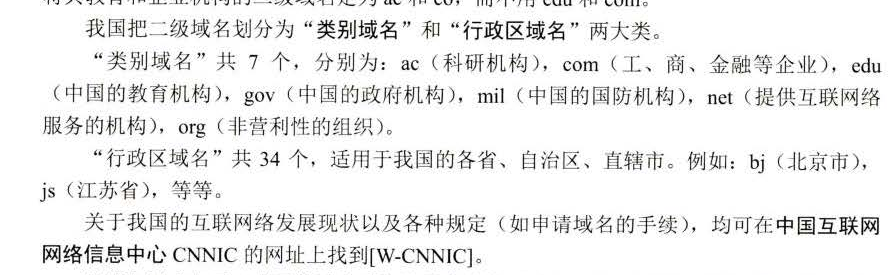 我国把二级域名划分为“类别域名”和“行政区域名”两大类。
“类别域名”共 7 个，分别为：ac（科研机构），com（工、商、金融等企业），edu
（中国的教育机构），gov（中国的政府机构），mil（中国的国防机构），net（提供互联网络
服务的机构），org（非营利性的组织）。
“行政区域名”共 34 个，适用于我国的各省、自治区、直辖市。例如：bj（北京市），
js（江苏省），等等。
关于我国的互联网络发展现状以及各种规定（如申请域名的手续），均可在中国互联网
网络信息中心 CNNIC 的网址上找到[W-CNNIC]。